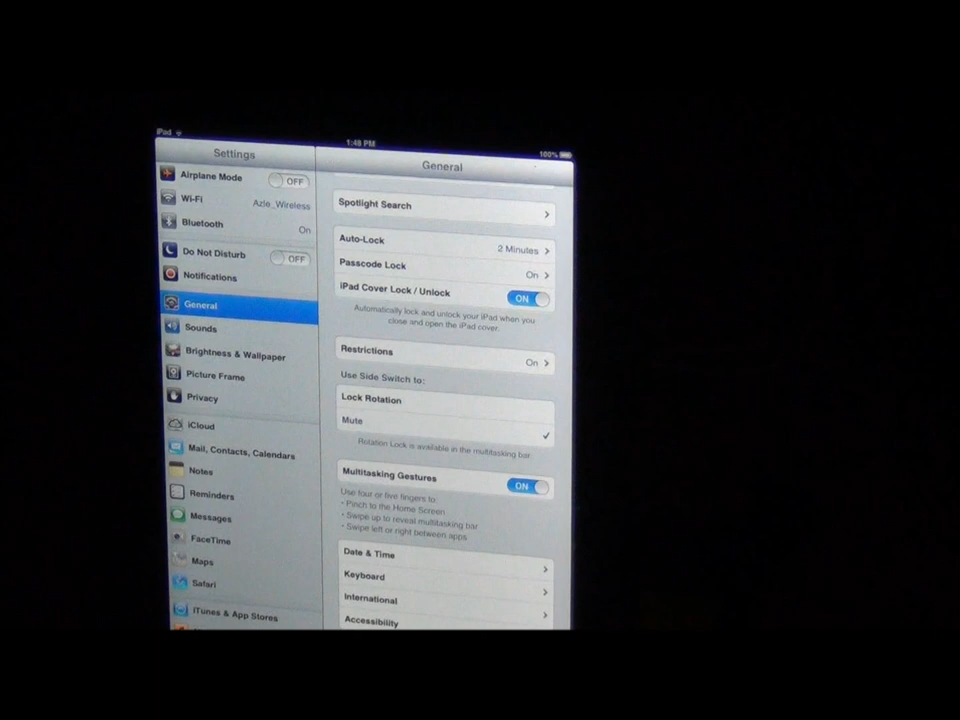 iPad
1:48 PM
100%
Settings
General
Airplane Mode OFF
Wi-Fi Azle_Wireless
Bluetooth On
Do Not Disturb OFF
Notifications
General
Sounds
Brightness & Wallpaper
Picture Frame
Privacy
iCloud
Mail, Contacts, Calendars
Notes
Reminders
Messages
FaceTime
Maps
Safari
iTunes & App Stores
Spotlight Search
Auto-Lock 2 Minutes
Passcode Lock On
iPad Cover Lock / Unlock ON
Automatically lock and unlock your iPad when you
close and open the iPad cover.
Restrictions On
Use Side Switch to:
Lock Rotation
Mute
Rotation Lock is available in the multitasking bar
Multitasking Gestures ON
Use four or five fingers to:
• Pinch to the Home Screen
• Swipe up to reveal multitasking bar
• Swipe left or right between apps
Date & Time
Keyboard
International
Accessibility